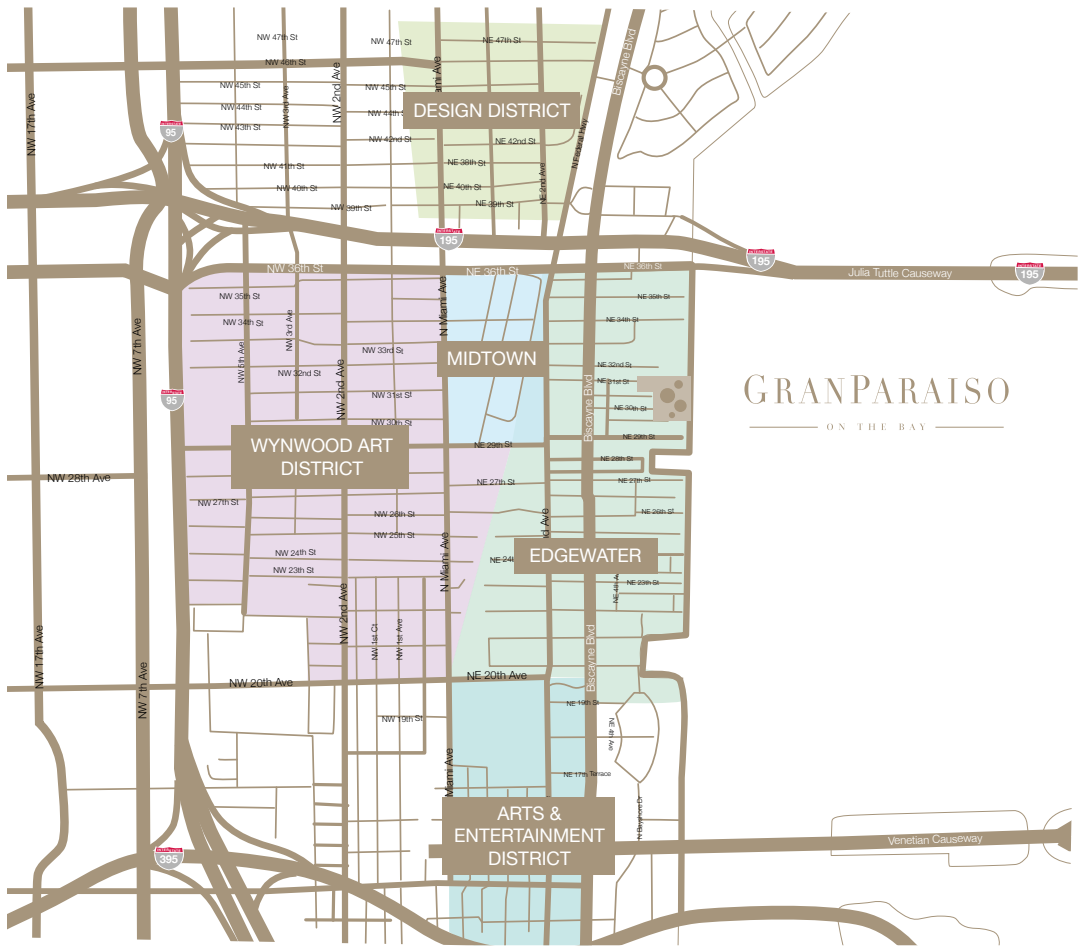 NW 47th St
NW 47th St
NE 47th St
NW 46th St
NW 45th St
NW 45th St
NW 44th St
NW 44th St
NW 43th St
NW 3rd Ave
NW 2nd Ave
Biscayne Blvd
DESIGN DISTRICT
NW 17th Ave
95
NW 42nd St
NE 42nd St
N Federal Hwy
NW 41th St
NE 38th St
NE 2nd Ave
NW 40th St
NE 40th St
NW 39th St
NE 39th St
195
195
NW 36th St
NE 36th St
NE 36th St
Julia Tuttle Causeway
195
NW 35th St
NE 35th St
N Miami Ave
NW 34th St
NE 34th St
NW 3rd Ave
NW 7th Ave
NW 5th Ave
NW 33rd St
MIDTOWN
NW 32nd St
NE 32nd St
NE 31st St
NW 2nd Ave
NW 31st St
95
Biscayne Blvd
NE 30th St
GRANPARAISO
ON THE BAY
NW 30th St
WYNWOOD ART
DISTRICT
NE 29th St
NE 29th St
NE 28th St
NW 28th Ave
NE 27th St
NE 27th St
NW 27th St
NW 26th St
NE 26th St
NW 25th St
N Miami Ave
NW 24th St
EDGEWATER
NW 23th St
NE 23th St
NE 4th Av
NW 2nd Ave
NW 1st Ct
NW 1st Ave
NW 17th Ave
Biscayne Blvd
NW 7th Ave
NW 20th Ave
NE 20th Ave
NE 19th St
NW 19th St
NE 4th Ave
NE 17th Terrace
Miami Ave
N Bayshore Dr
ARTS &
ENTERTAINMENT
DISTRICT
Venetian Causeway
395